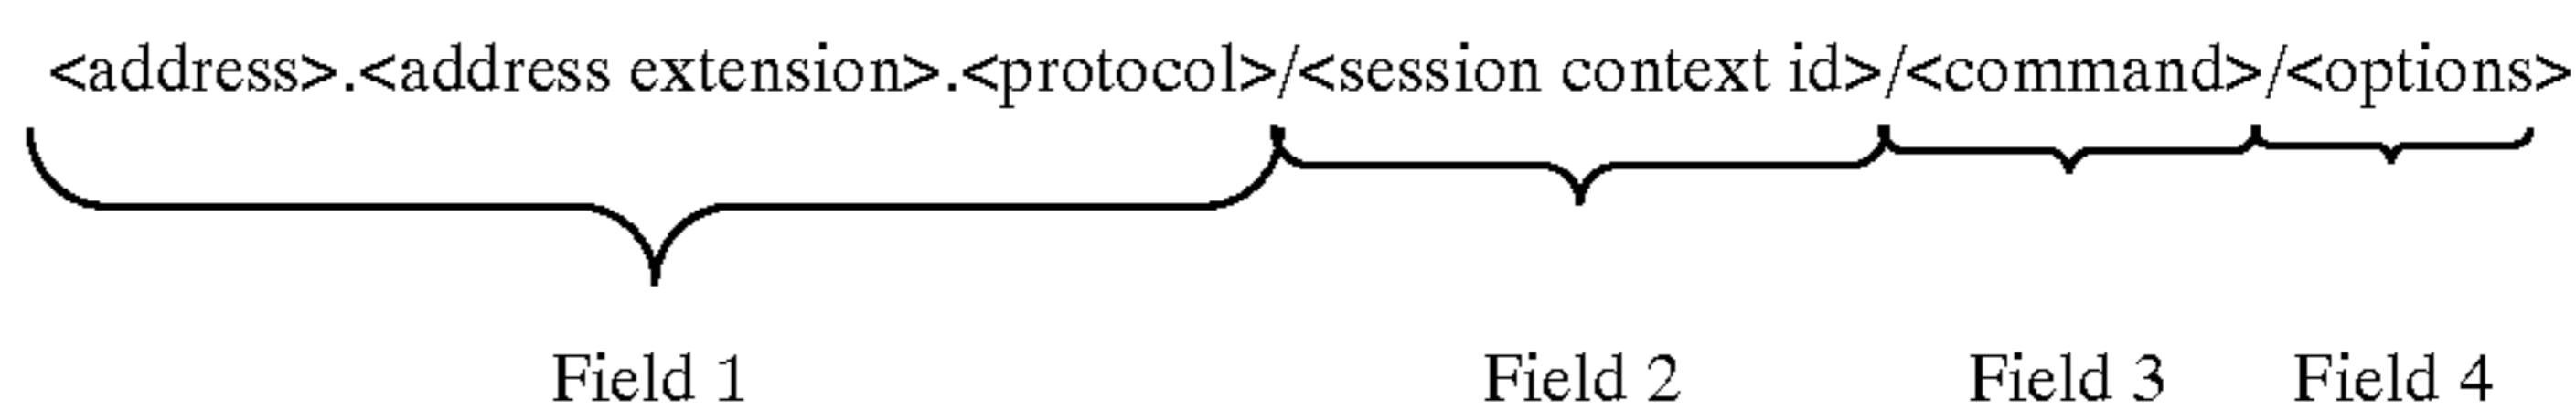 <address>.<address extension>.<protocol>/<session context id>/<command>/<options>
Field 1 Field 2 Field 3 Field 4